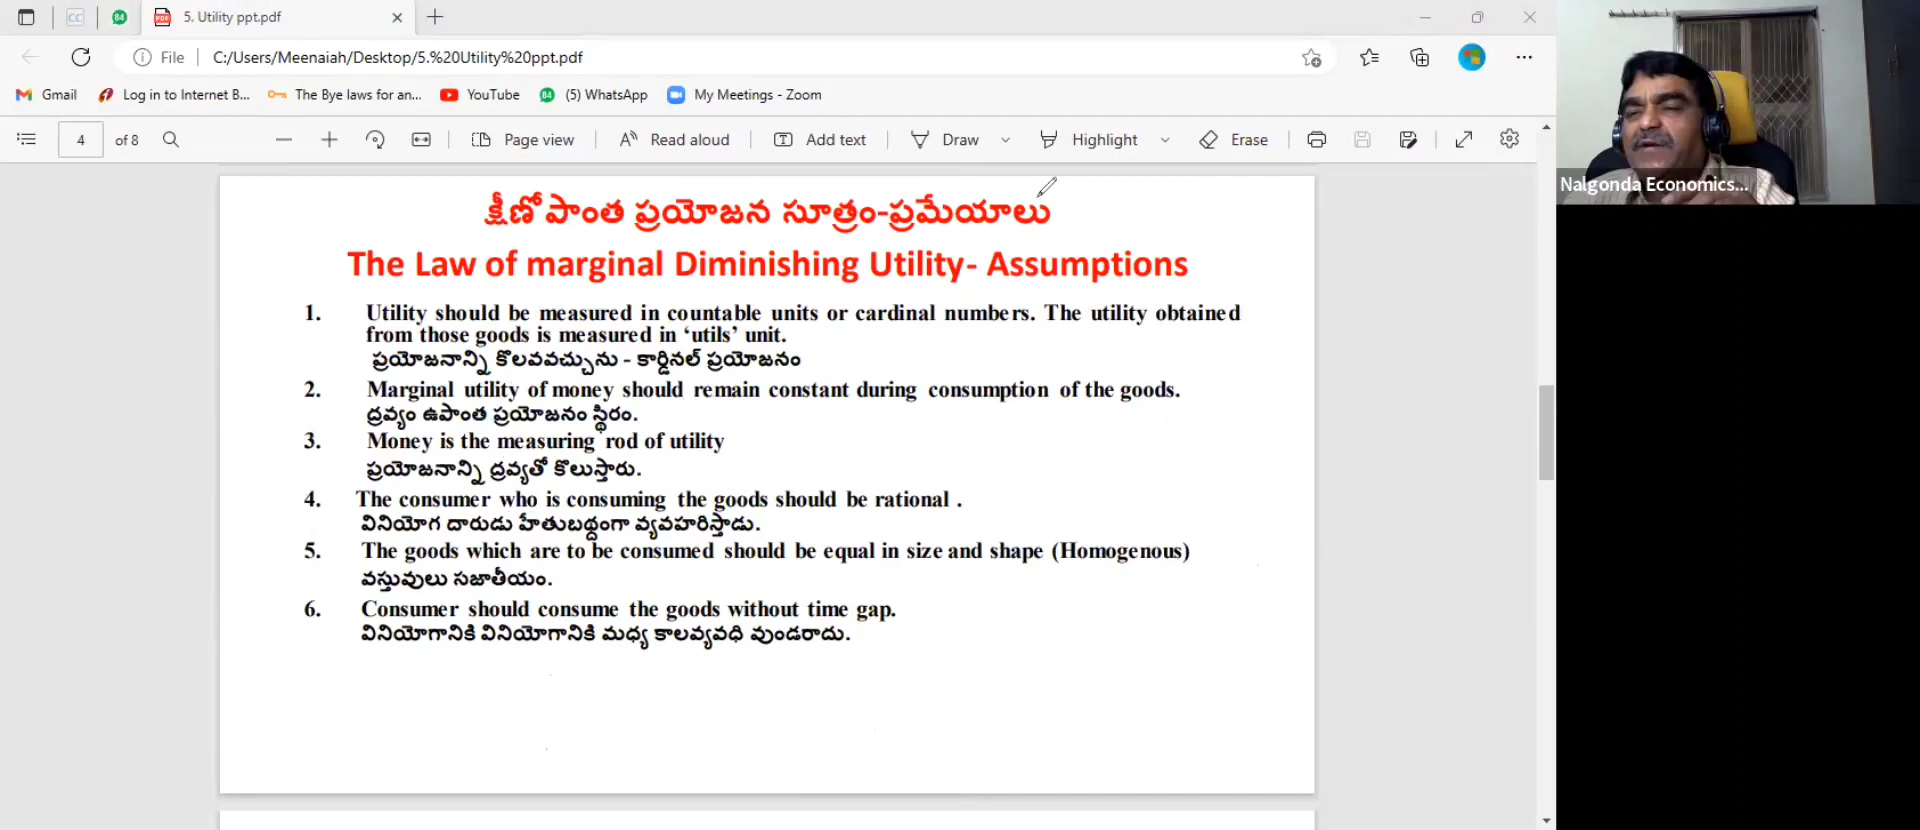 5. Utility ppt.pdf
File
C:/Users/Meenaiah/Desktop/5.%20Utility%20ppt.pdf
Gmail
Log in to Internet B...
The Bye laws for an...
YouTube
(5) WhatsApp
My Meetings - Zoom
4 of 8
Page view
Read aloud
Add text
Draw
Highlight
Erase
క్షీణోపాంత ప్రయోజన సూత్రం-ప్రమేయాలు
The Law of marginal Diminishing Utility- Assumptions
1. Utility should be measured in countable units or cardinal numbers. The utility obtained
from those goods is measured in ‘utils’ unit.
ప్రయోజనాన్ని కొలవవచ్చును - కార్డినల్ ప్రయోజనం
2. Marginal utility of money should remain constant during consumption of the goods.
ద్రవ్యం ఉపాంత ప్రయోజనం స్థిరం.
3. Money is the measuring rod of utility
ప్రయోజనాన్ని ద్రవ్యతో కొలుస్తారు.
4. The consumer who is consuming the goods should be rational .
వినియోగ దారుడు హేతుబద్ధంగా వ్యవహరిస్తాడు.
5. The goods which are to be consumed should be equal in size and shape (Homogenous)
వస్తువులు సజాతీయం.
6. Consumer should consume the goods without time gap.
వినియోగానికి వినియోగానికి మధ్య కాలవ్యవధి వుండరాదు.
Nalgonda Economics...